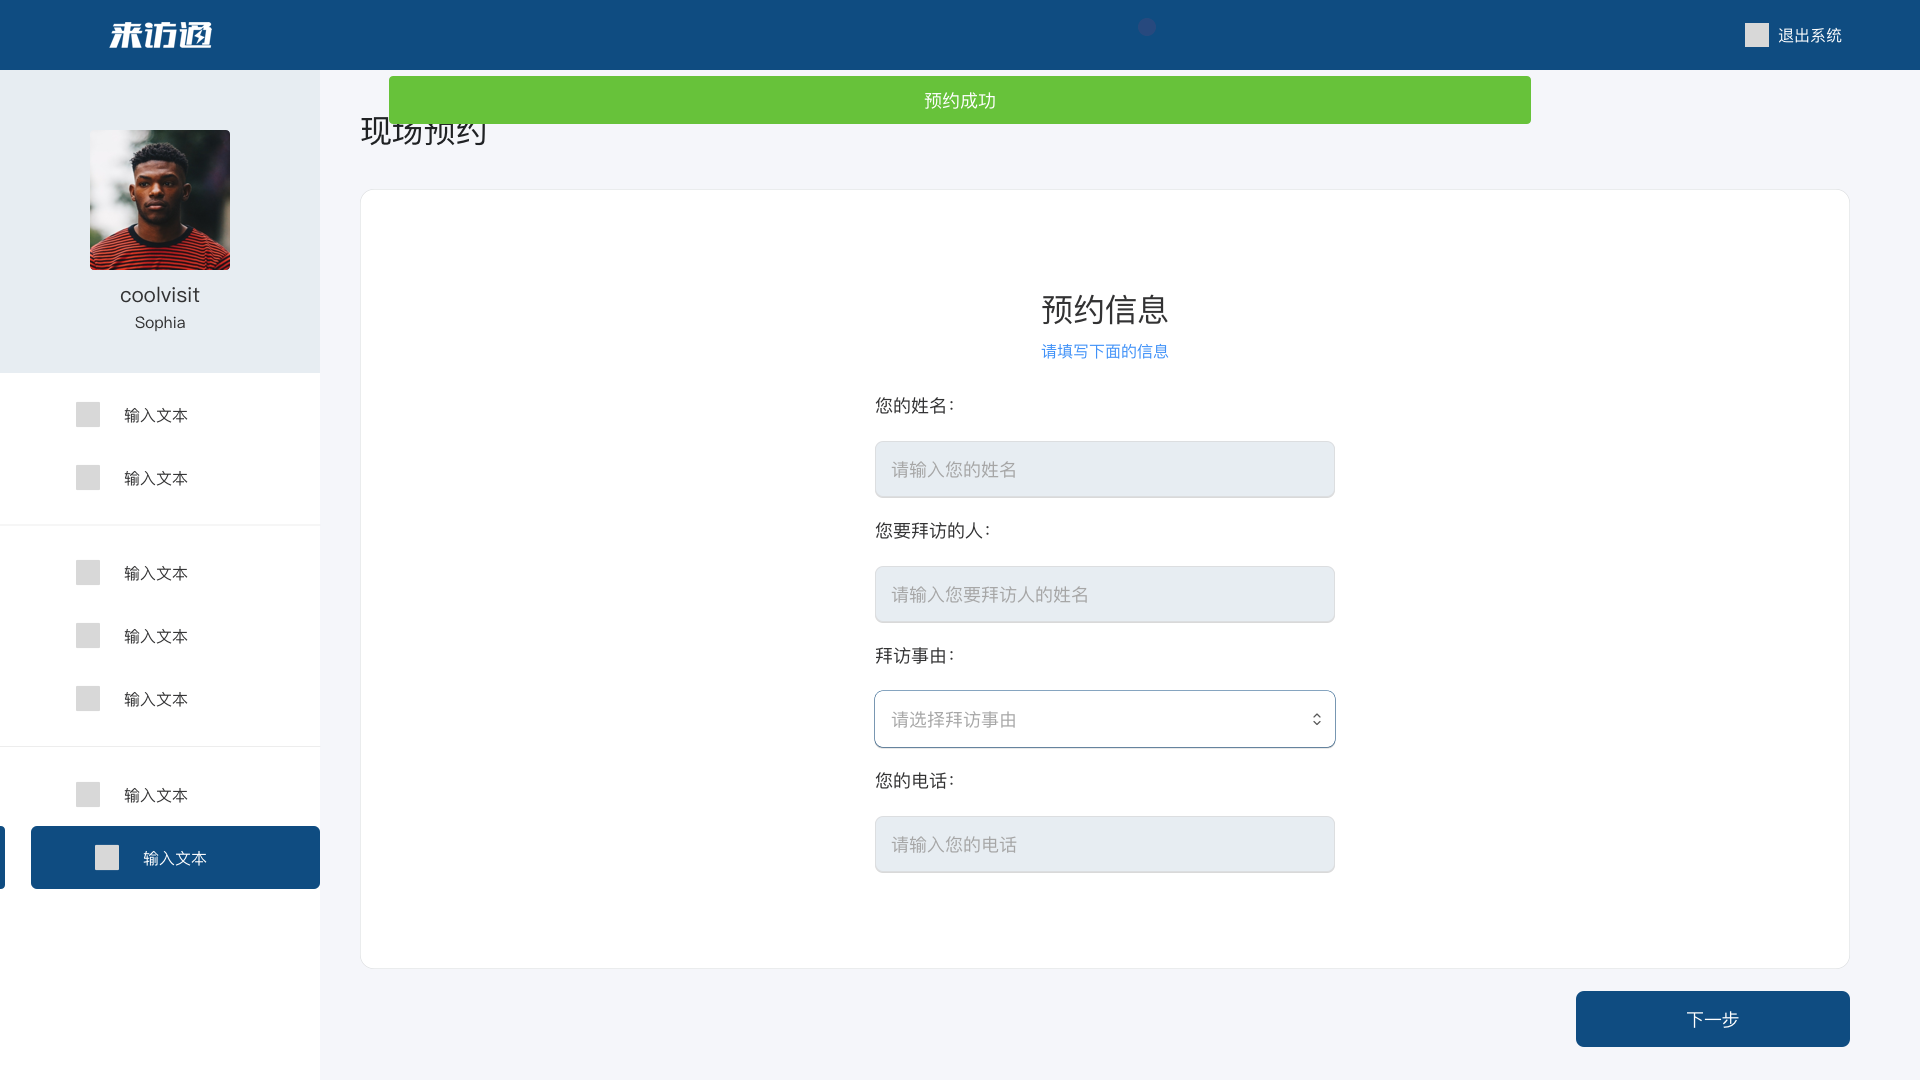 来访通
退出系统
预约成功
现场预约
coolvisit
Sophia
输入文本
输入文本
输入文本
输入文本
输入文本
输入文本
输入文本
预约信息
请填写下面的信息
您的姓名:
请输入您的姓名
您要拜访的人:
请输入您要拜访人的姓名
拜访事由:
请选择拜访事由
您的电话:
请输入您的电话
下一步